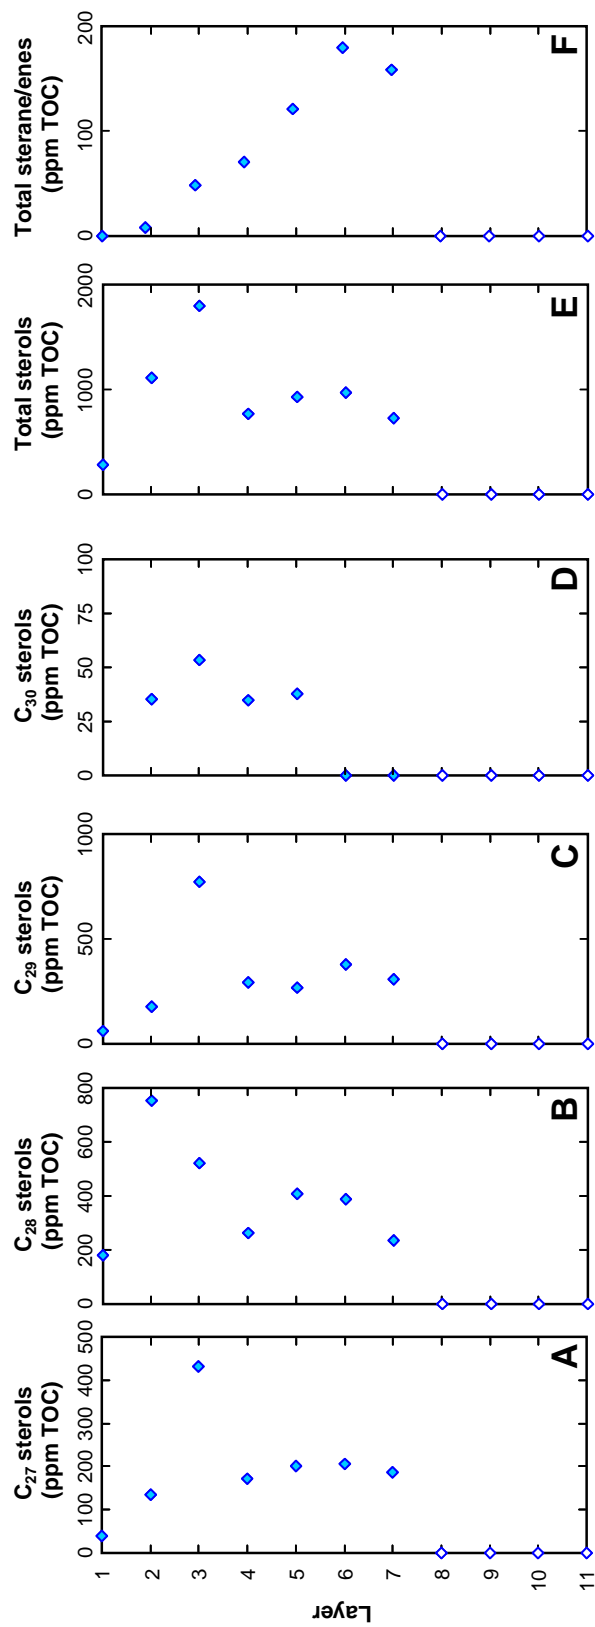 C27 sterols
(ppm TOC)
0 100 200 300 400 500
A
C28 sterols
(ppm TOC)
0 200 400 600 800
B
C29 sterols
(ppm TOC)
0 500 1000
C
C30 sterols
(ppm TOC)
0 25 50 75 100
D
Total sterols
(ppm TOC)
0 1000 2000
E
Total sterane/enes
(ppm TOC)
0 100 200
F
Layer
1
2
3
4
5
6
7
8
9
10
11